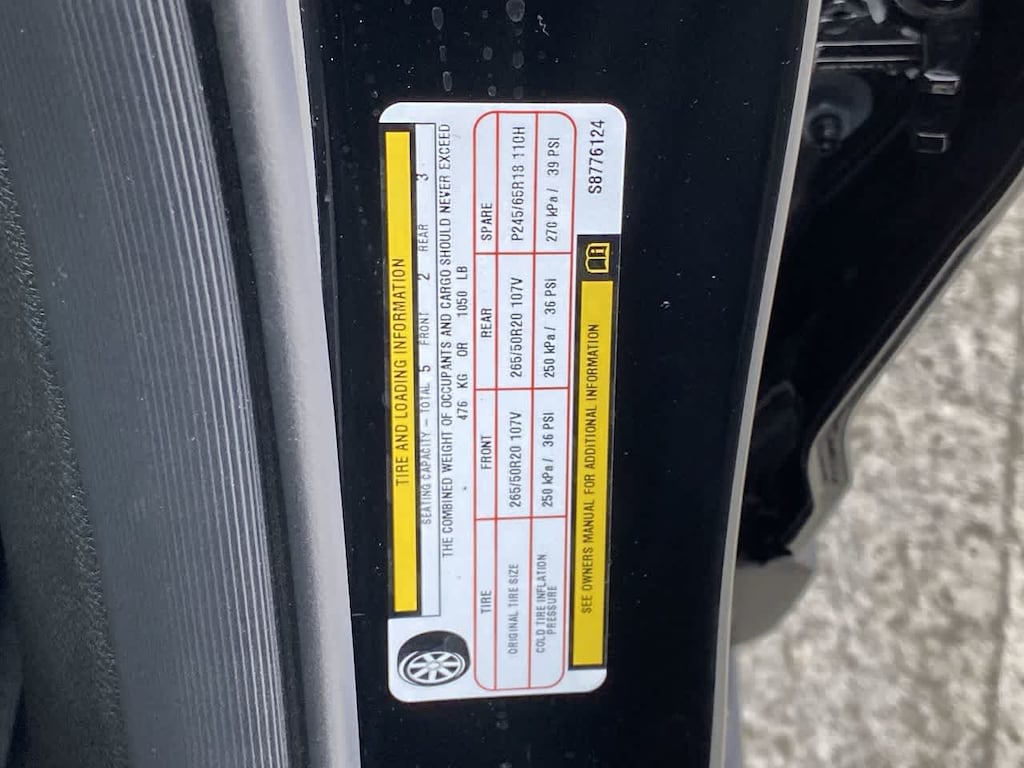 TIRE AND LOADING INFORMATION
SEATING CAPACITY - TOTAL 5 FRONT 2 REAR 3
THE COMBINED WEIGHT OF OCCUPANTS AND CARGO SHOULD NEVER EXCEED
476 KG OR 1050 LB
TIRE FRONT REAR SPARE
ORIGINAL TIRE SIZE 265/50R20 107V 265/50R20 107V P245/65R18 110H
COLD TIRE INFLATION PRESSURE 250 kPa / 36 PSI 250 kPa / 36 PSI 270 kPa / 39 PSI
SEE OWNERS MANUAL FOR ADDITIONAL INFORMATION
S8776124